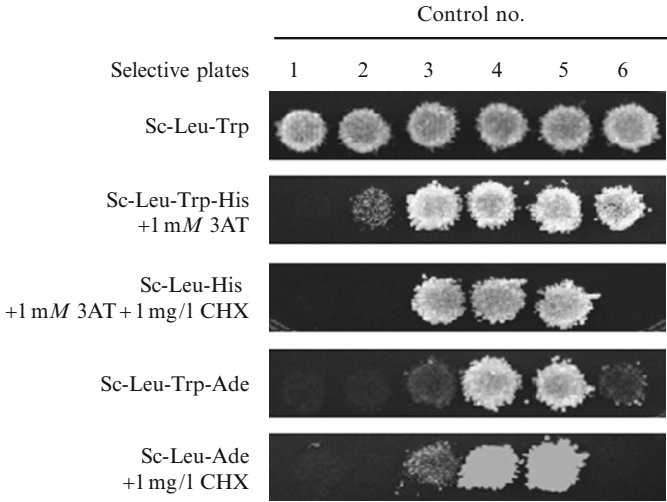 Control no.
Selective plates 1 2 3 4 5 6
Sc-Leu-Trp
Sc-Leu-Trp-His
+1 mM 3AT
Sc-Leu-His
+1 mM 3AT + 1 mg/l CHX
Sc-Leu-Trp-Ade
Sc-Leu-Ade
+1 mg/l CHX